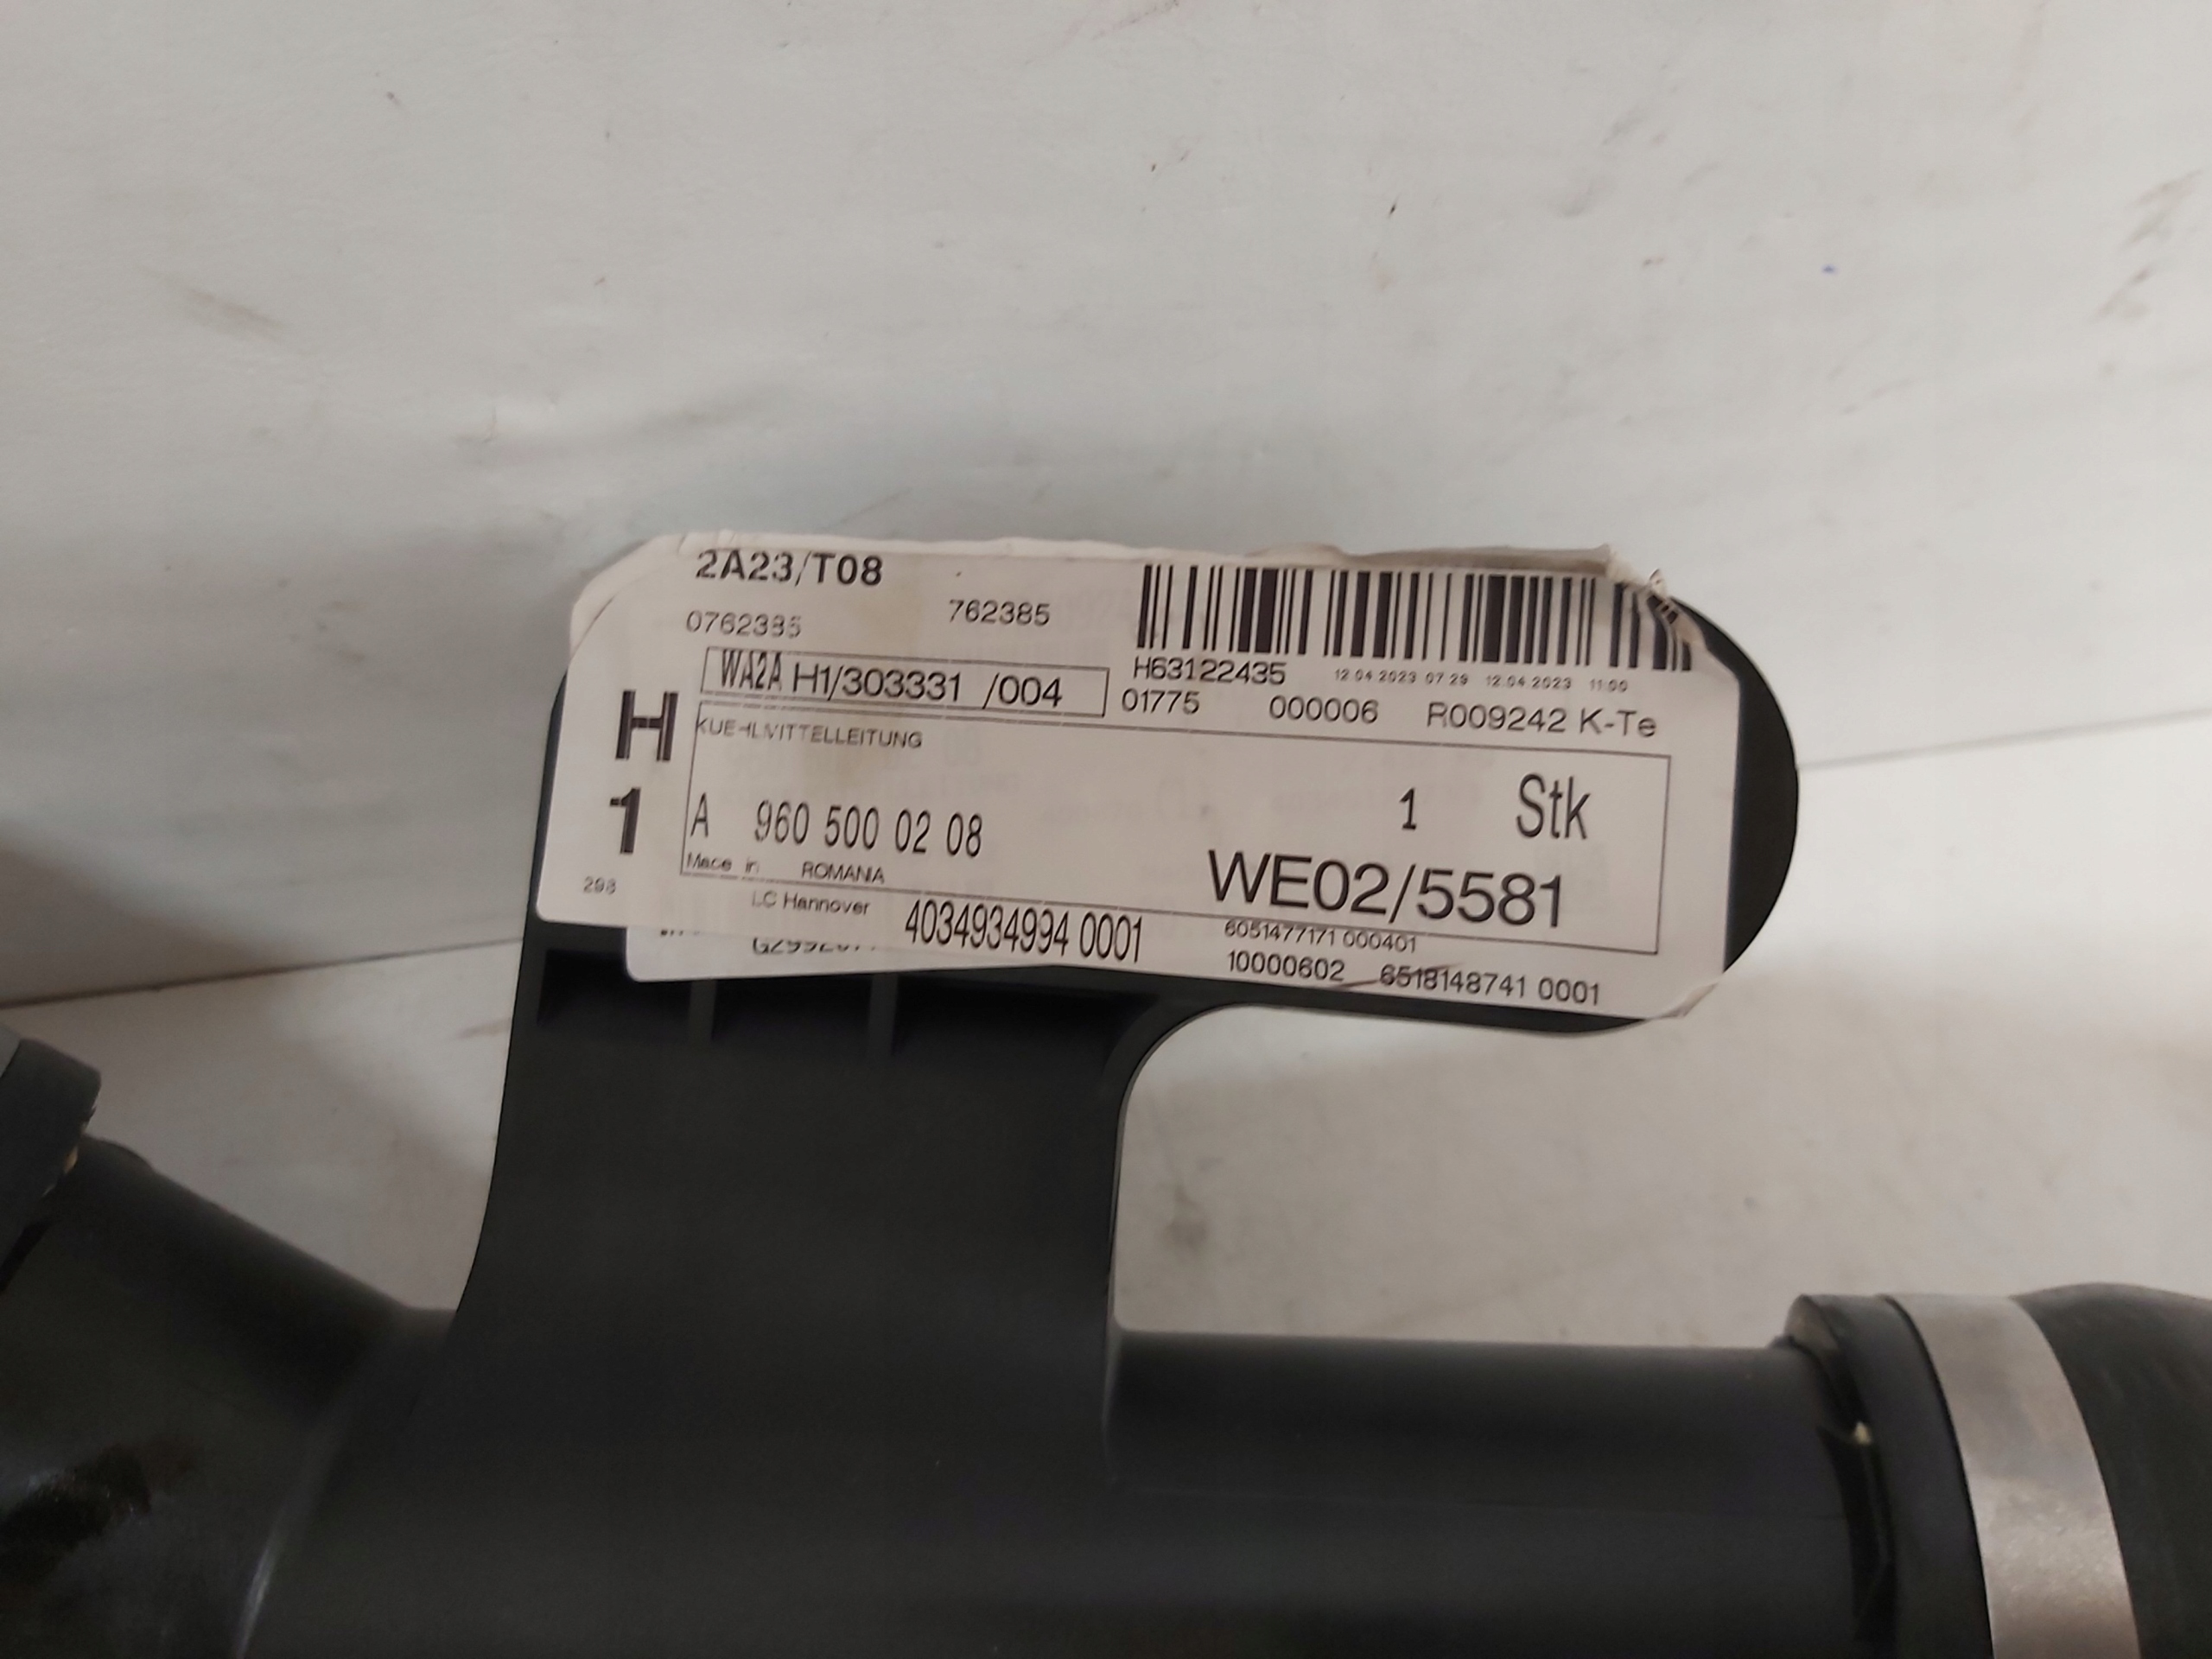 2A23/T08
0762385 762385
H63122435 12.04.2023 07:29 12.04.2023 11:00
WA2A H1/303331 /004 01775 000006 R009242 K-Te
H
1
298
KUEHLMITTELLEITUNG
1 Stk
A 960 500 02 08
Made in ROMANIA
WE02/5581
LC Hannover 4034934994 0001
6051477171 000401
10000602 6518148741 0001